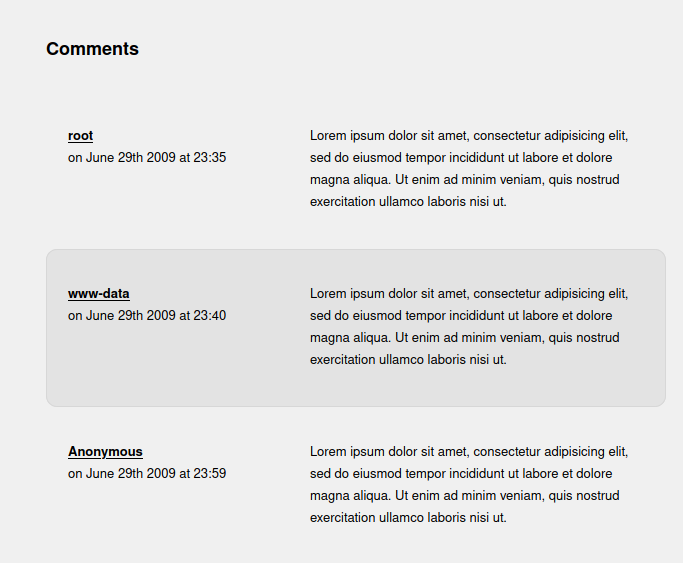 Comments
root
on June 29th 2009 at 23:35
Lorem ipsum dolor sit amet, consectetur adipisicing elit,
sed do eiusmod tempor incididunt ut labore et dolore
magna aliqua. Ut enim ad minim veniam, quis nostrud
exercitation ullamco laboris nisi ut.
www-data
on June 29th 2009 at 23:40
Lorem ipsum dolor sit amet, consectetur adipisicing elit,
sed do eiusmod tempor incididunt ut labore et dolore
magna aliqua. Ut enim ad minim veniam, quis nostrud
exercitation ullamco laboris nisi ut.
Anonymous
on June 29th 2009 at 23:59
Lorem ipsum dolor sit amet, consectetur adipisicing elit,
sed do eiusmod tempor incididunt ut labore et dolore
magna aliqua. Ut enim ad minim veniam, quis nostrud
exercitation ullamco laboris nisi ut.